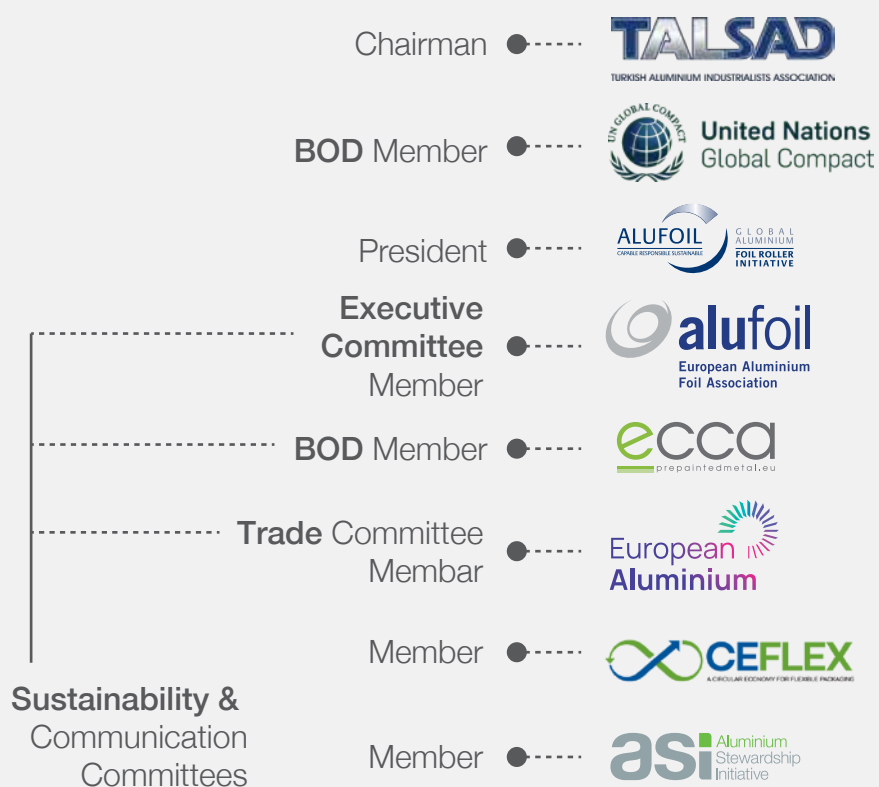 Chairman
TALSAD
TURKISH ALUMINIUM INDUSTRIALISTS ASSOCIATION
BOD Member
UN GLOBAL COMPACT
United Nations
Global Compact
President
ALUFOIL
CAPABLE RESPONSIBLE SUSTAINABLE
GLOBAL
ALUMINIUM
FOIL ROLLER
INITIATIVE
Executive
Committee
Member
alufoil
European Aluminium
Foil Association
BOD Member
ecca
prepaintedmetal.eu
Trade Committee
Membar
European
Aluminium
Member
CEFLEX
A CIRCULAR ECONOMY FOR FLEXIBLE PACKAGING
Sustainability &
Communication
Committees
Member
asi
Aluminium
Stewardship
Initiative